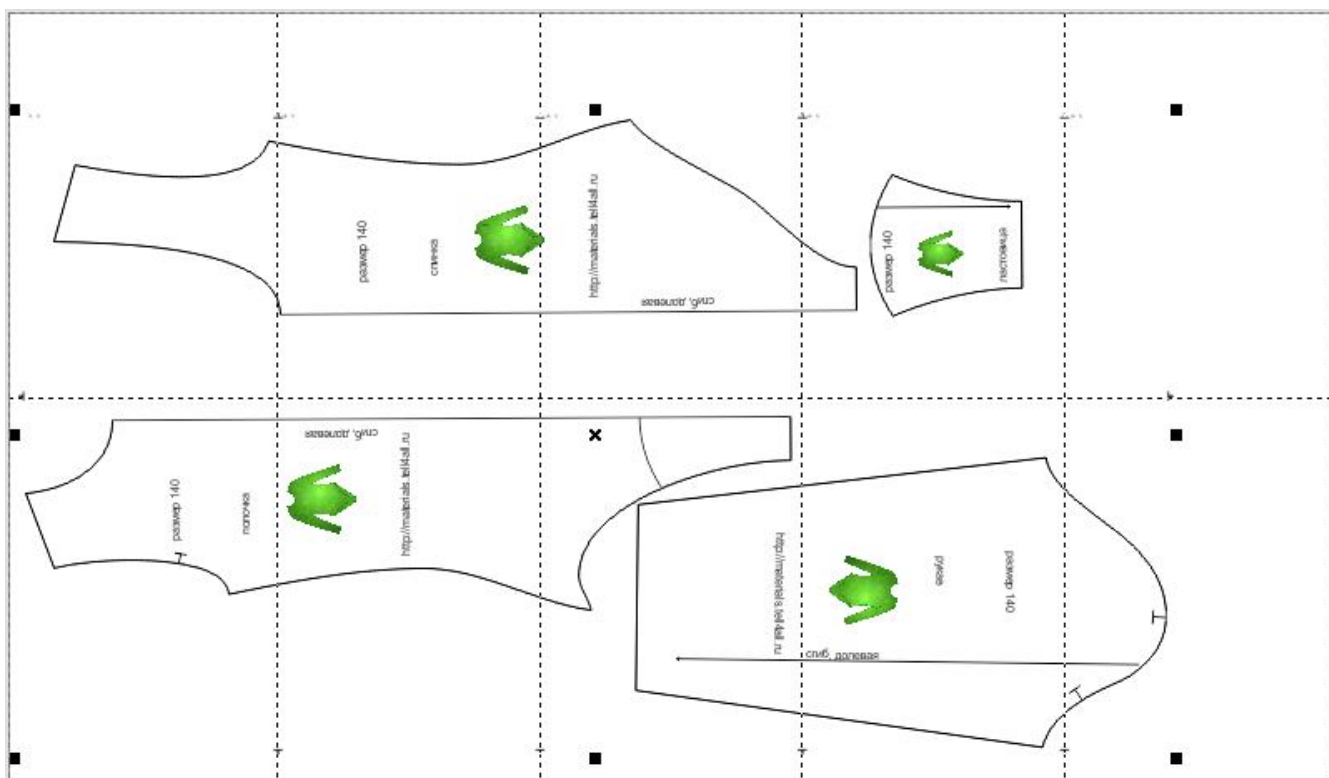 размер 140
спинка
http://materials.tell4all.ru
сгиб, долевая
размер 140
ластовица
сгиб, долевая
размер 140
полочка
http://materials.tell4all.ru
http://materials.tell4all.ru
рукав
размер 140
сгиб, долевая